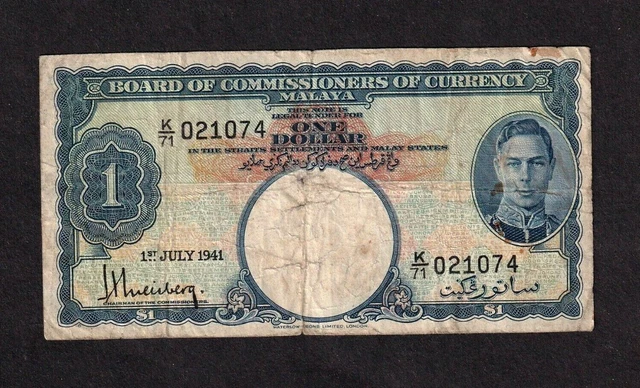 BOARD OF COMMISSIONERS OF CURRENCY
MALAYA
THIS NOTE IS
LEGAL TENDER FOR
K/71 021074
ONE
DOLLAR
IN THE STRAITS SETTLEMENTS AND MALAY STATES
1
1ST JULY 1941
K/71 021074
CHAIRMAN OF THE COMMISSIONERS.
ساتو رڠڬيت
$1
$1
WATERLOW & SONS LIMITED, LONDON